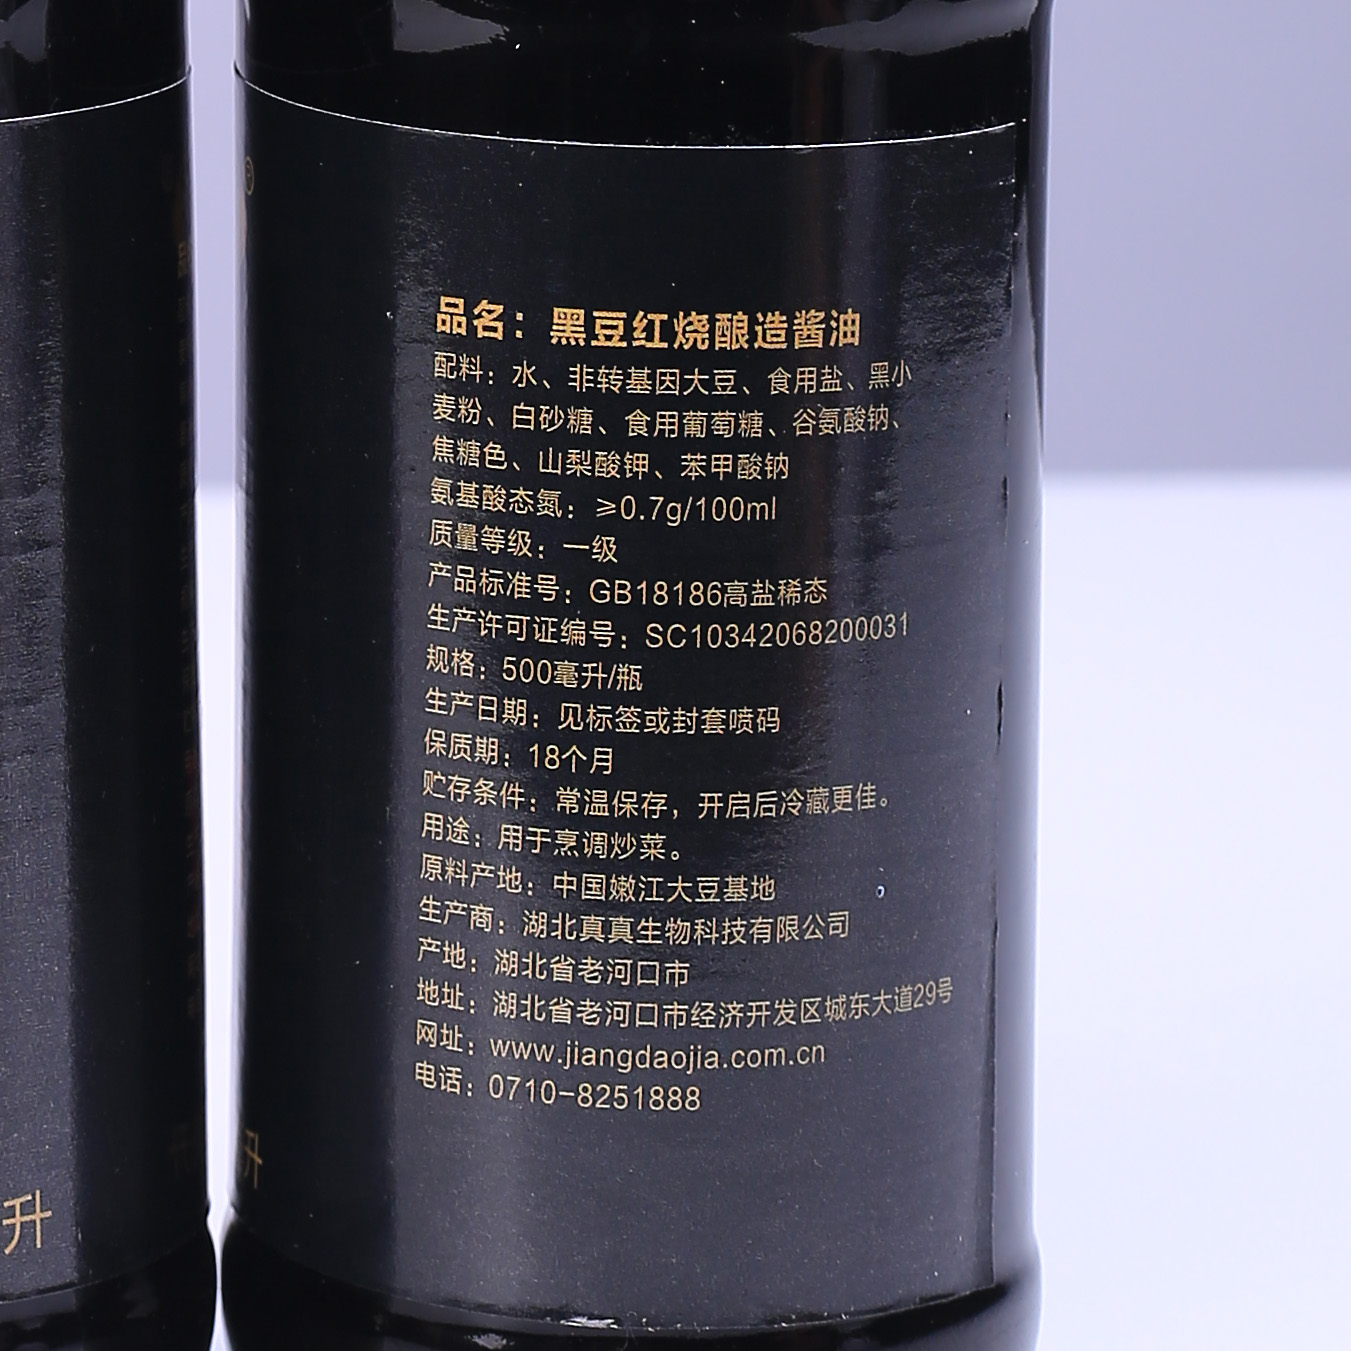 品名：黑豆红烧酿造酱油
配料：水、非转基因大豆、食用盐、黑小
麦粉、白砂糖、食用葡萄糖、谷氨酸钠、
焦糖色、山梨酸钾、苯甲酸钠
氨基酸态氮：≥0.7g/100ml
质量等级：一级
产品标准号：GB18186高盐稀态
生产许可证编号：SC10342068200031
规格：500毫升/瓶
生产日期：见标签或封套喷码
保质期：18个月
贮存条件：常温保存，开启后冷藏更佳。
用途：用于烹调炒菜。
原料产地：中国嫩江大豆基地
生产商：湖北真真生物科技有限公司
产地：湖北省老河口市
地址：湖北省老河口市经济开发区城东大道29号
网址：www.jiangdaojia.com.cn
电话：0710-8251888
升
升